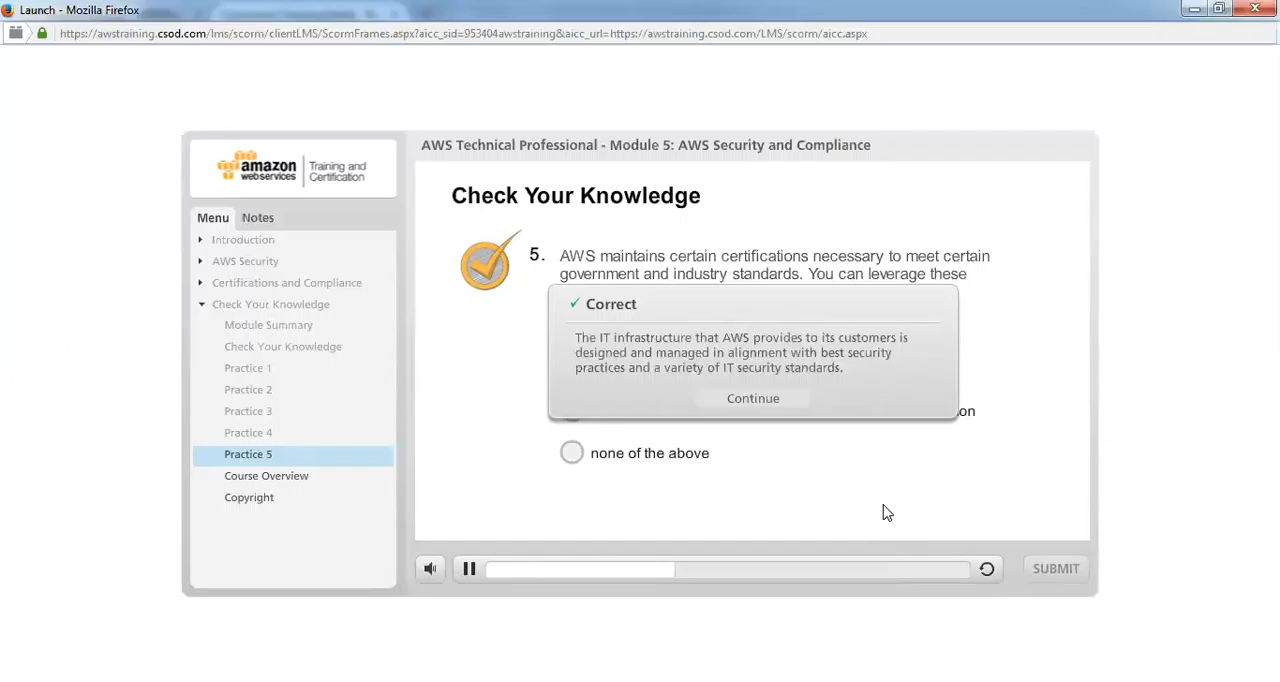 Launch - Mozilla Firefox
https://awstraining.csod.com/lms/scorm/clientLMS/ScormFrames.aspx?aicc_sid=953404awstraining&aicc_url=https://awstraining.csod.com/LMS/scorm/aicc.aspx
AWS Technical Professional - Module 5: AWS Security and Compliance
amazon webservices
Training and
Certification
Menu Notes
Introduction
AWS Security
Certifications and Compliance
Check Your Knowledge
Module Summary
Check Your Knowledge
Practice 1
Practice 2
Practice 3
Practice 4
Practice 5
Course Overview
Copyright
Check Your Knowledge
5. AWS maintains certain certifications necessary to meet certain
government and industry standards. You can leverage these
✓ Correct
The IT infrastructure that AWS provides to its customers is
designed and managed in alignment with best security
practices and a variety of IT security standards.
Continue
on
none of the above
SUBMIT